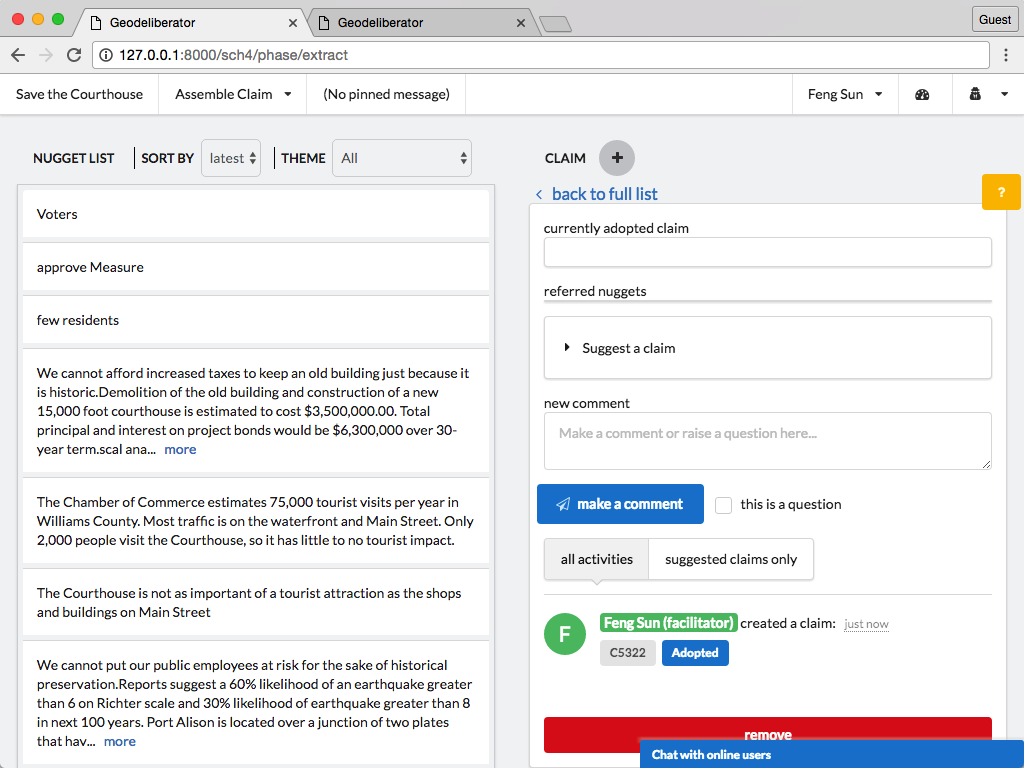 Geodeliberator
Geodeliberator
Guest
127.0.0.1:8000/sch4/phase/extract
Save the Courthouse
Assemble Claim
(No pinned message)
Feng Sun
NUGGET LIST
SORT BY
latest
THEME
All
Voters
approve Measure
few residents
We cannot afford increased taxes to keep an old building just because it
is historic.Demolition of the old building and construction of a new
15,000 foot courthouse is estimated to cost $3,500,000.00. Total
principal and interest on project bonds would be $6,300,000 over 30-
year term.scal ana... more
The Chamber of Commerce estimates 75,000 tourist visits per year in
Williams County. Most traffic is on the waterfront and Main Street. Only
2,000 people visit the Courthouse, so it has little to no tourist impact.
The Courthouse is not as important of a tourist attraction as the shops
and buildings on Main Street
We cannot put our public employees at risk for the sake of historical
preservation.Reports suggest a 60% likelihood of an earthquake greater
than 6 on Richter scale and 30% likelihood of earthquake greater than 8
in next 100 years. Port Alison is located over a junction of two plates
that hav... more
CLAIM
+
< back to full list
?
currently adopted claim
referred nuggets
Suggest a claim
new comment
Make a comment or raise a question here...
make a comment
this is a question
all activities
suggested claims only
F
Feng Sun (facilitator) created a claim: just now
C5322
Adopted
remove
Chat with online users